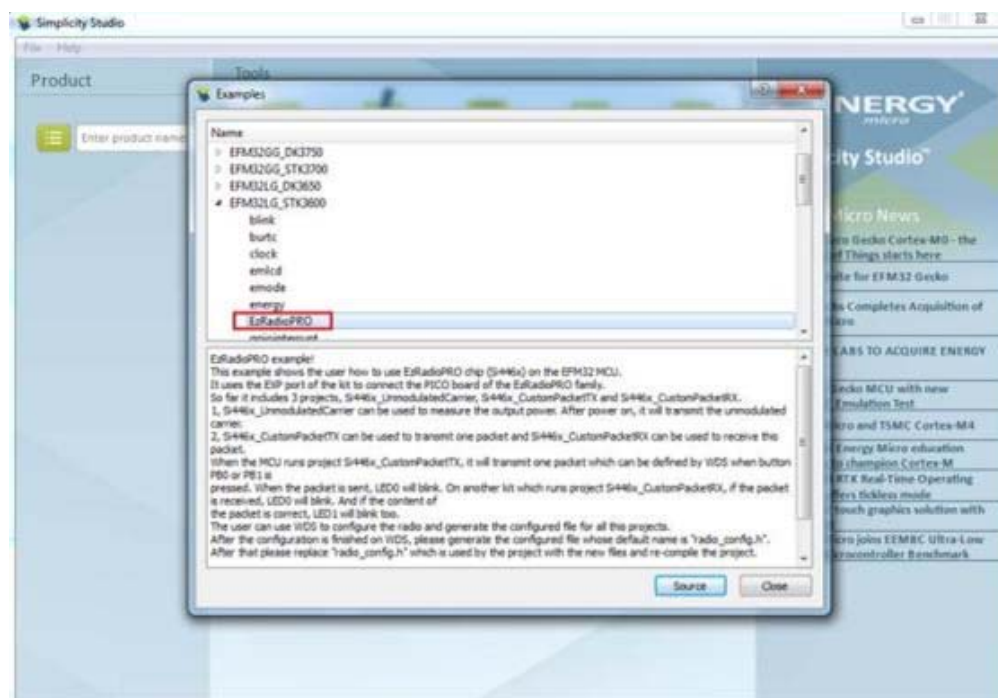 Simplicity Studio
File Help
Product
Tools
Enter product name
Examples
Name
EFM32GG_DK3750
EFM32GG_STK3700
EFM32LG_DK3650
EFM32LG_STK3600
blink
burtc
clock
emlcd
emode
energy
EzRadioPRO
gpiointerrupt
EzRadioPRO example!
This example shows the user how to use EzRadioPRO chip (Si446x) on the EFM32 MCU.
It uses the EXP port of the kit to connect the PICO board of the EzRadioPRO family.
So far it includes 3 projects, Si446x_UnmodulatedCarrier, Si446x_CustomPacketTX and Si446x_CustomPacketRX.
1, Si446x_UnmodulatedCarrier can be used to measure the output power. After power on, it will transmit the unmodulated
carrier.
2, Si446x_CustomPacketTX can be used to transmit one packet and Si446x_CustomPacketRX can be used to receive this
packet.
When the MCU runs project Si446x_CustomPacketTX, it will transmit one packet which can be defined by WDS when button
PB0 or PB1 is
pressed. When the packet is sent, LED0 will blink. On another kit which runs project Si446x_CustomPacketRX, if the packet
is received, LED0 will blink. And if the content of
the packet is correct, LED1 will blink too.
The user can use WDS to configure the radio and generate the configured file for all this projects.
After the configuration is finished on WDS, please generate the configured file whose default name is "radio_config.h".
After that please replace "radio_config.h" which is used by the project with the new files and re-compile the project.
Source Close
NERGY
micro
city Studio™
Micro News
Gecko Cortex-M0 - the
of Things starts here
for EFM32 Gecko
Completes Acquisition of
LABS TO ACQUIRE ENERGY
Gecko MCU with new
Emulation Test
and TSMC Cortex-M4
Energy Micro education
to champion Cortex-M
Real-Time Operating
offers tickless mode
touch graphics solution with
joins EEMBC Ultra-Low
Microcontroller Benchmark